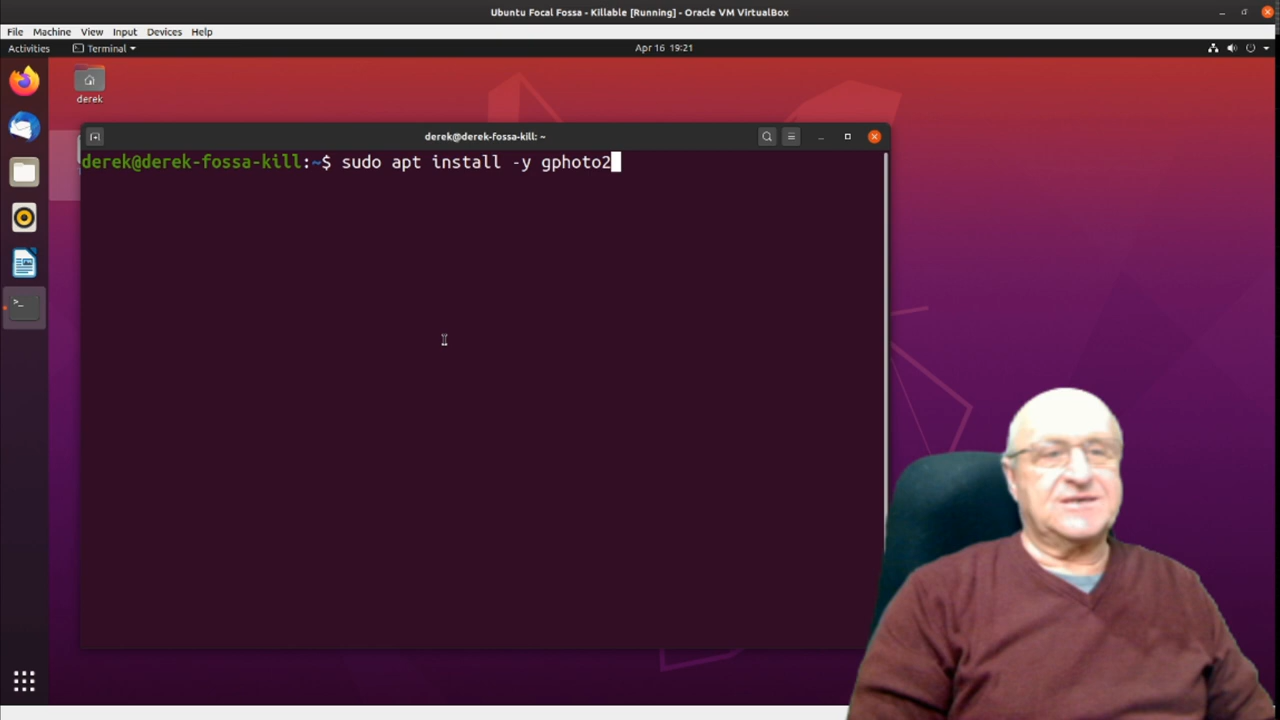 Ubuntu Focal Fossa - Killable [Running] - Oracle VM VirtualBox
File Machine View Input Devices Help
Activities Terminal Apr 16 19:21
derek
derek@derek-fossa-kill: ~
derek@derek-fossa-kill:~$ sudo apt install -y gphoto2
>_